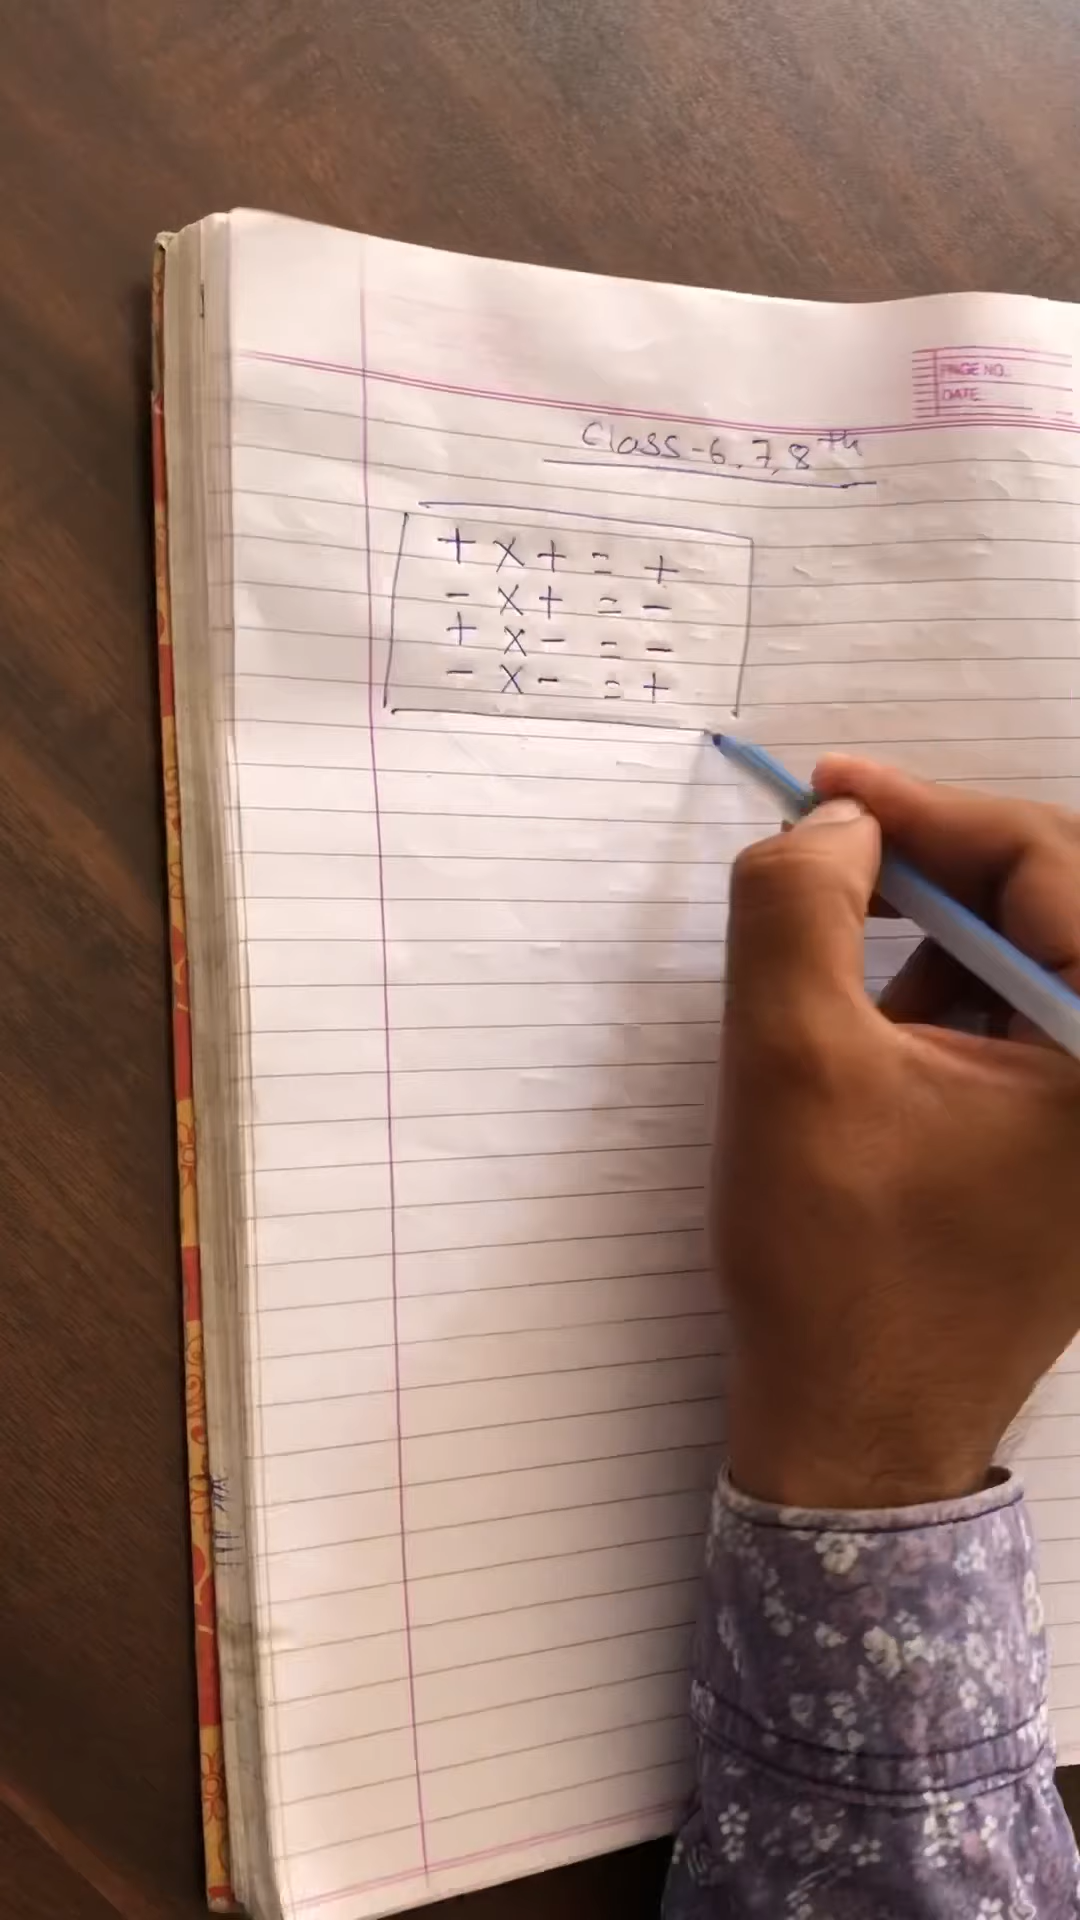 PAGE NO.:
DATE
Class-6,7,8th
+ x + = +
- x + = -
+ x - = -
- x - = +